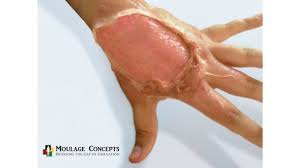 Moulage Concepts
Bridging the Gap in Simulation